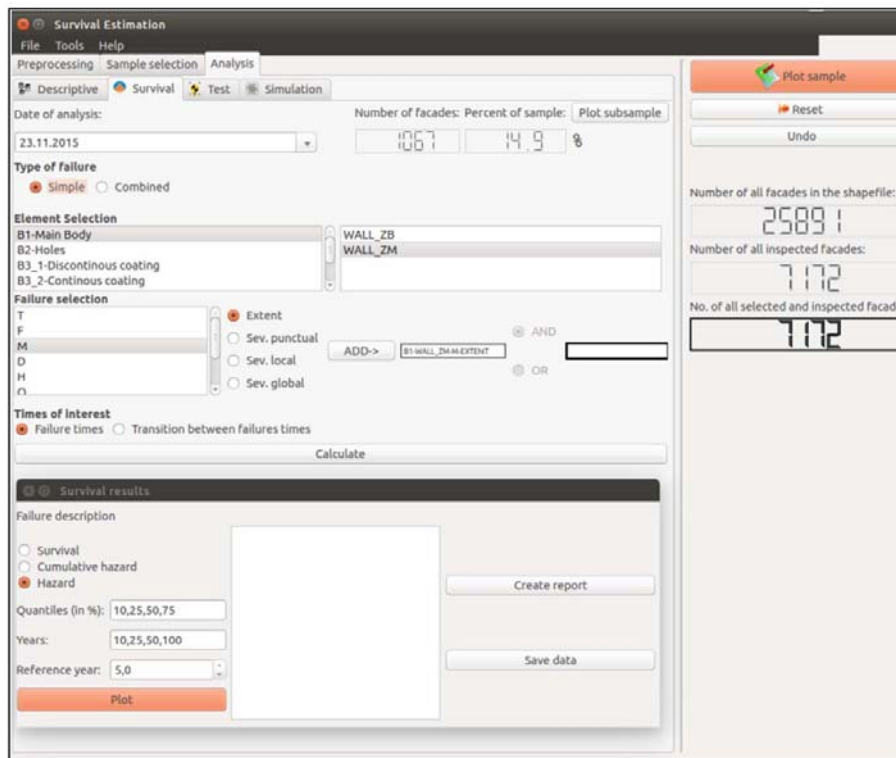 Survival Estimation
File Tools Help
Preprocessing Sample selection Analysis
Descriptive Survival Test Simulation
Date of analysis: Number of facades: Percent of sample: Plot subsample
23.11.2015 1067 14.9 %
Type of failure
Simple Combined
Element Selection
B1-Main Body
B2-Holes
B3_1-Discontinous coating
B3_2-Continous coating
WALL_ZB
WALL_ZM
Failure selection
T
F
M
D
H
O
Extent
Sev. punctual
Sev. local
Sev. global
ADD-> B1-WALL_ZM-M-EXTENT
AND
OR
Times of interest
Failure times Transition between failures times
Calculate
Survival results
Failure description
Survival
Cumulative hazard
Hazard
Quantiles (in %): 10,25,50,75
Years: 10,25,50,100
Reference year: 5,0
Plot
Create report
Save data
Plot sample
Reset
Undo
Number of all facades in the shapefile:
25891
Number of all inspected facades:
7172
No. of all selected and inspected facad
7172